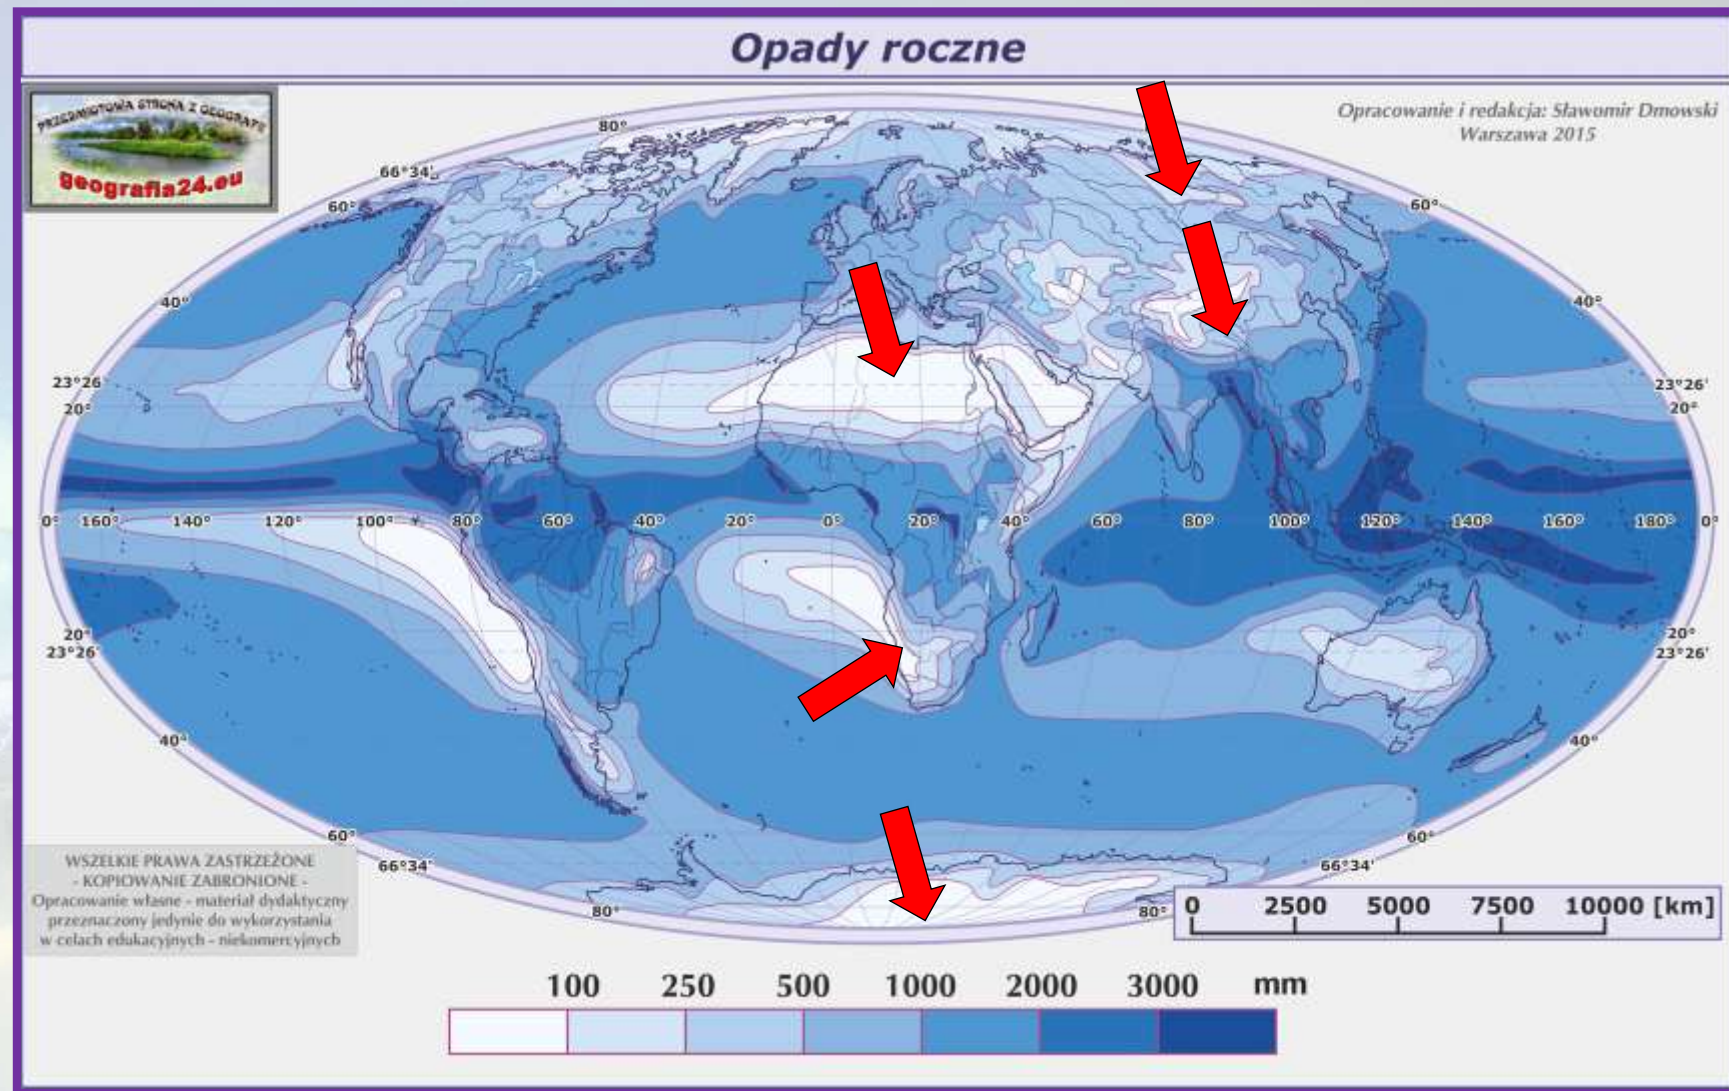 Opady roczne
PRZEDMIOTOWA STRONA Z GEOGRAFII
geografia24.eu
Opracowanie i redakcja: Sławomir Dmowski
Warszawa 2015
80°
66°34'
60°
60°
40°
40°
23°26'
20°
23°26'
20°
0° 160° 140° 120° 100° 80° 60° 40° 20° 0° 20° 40° 60° 80° 100° 120° 140° 160° 180° 0°
20°
23°26'
20°
23°26'
40°
40°
60°
60°
66°34'
66°34'
80°
80°
WSZELKIE PRAWA ZASTRZEŻONE
- KOPIOWANIE ZABRONIONE -
Opracowanie własne - materiał dydaktyczny
przeznaczony jedynie do wykorzystania
w celach edukacyjnych - niekomercyjnych
0 2500 5000 7500 10000 [km]
100 250 500 1000 2000 3000 mm